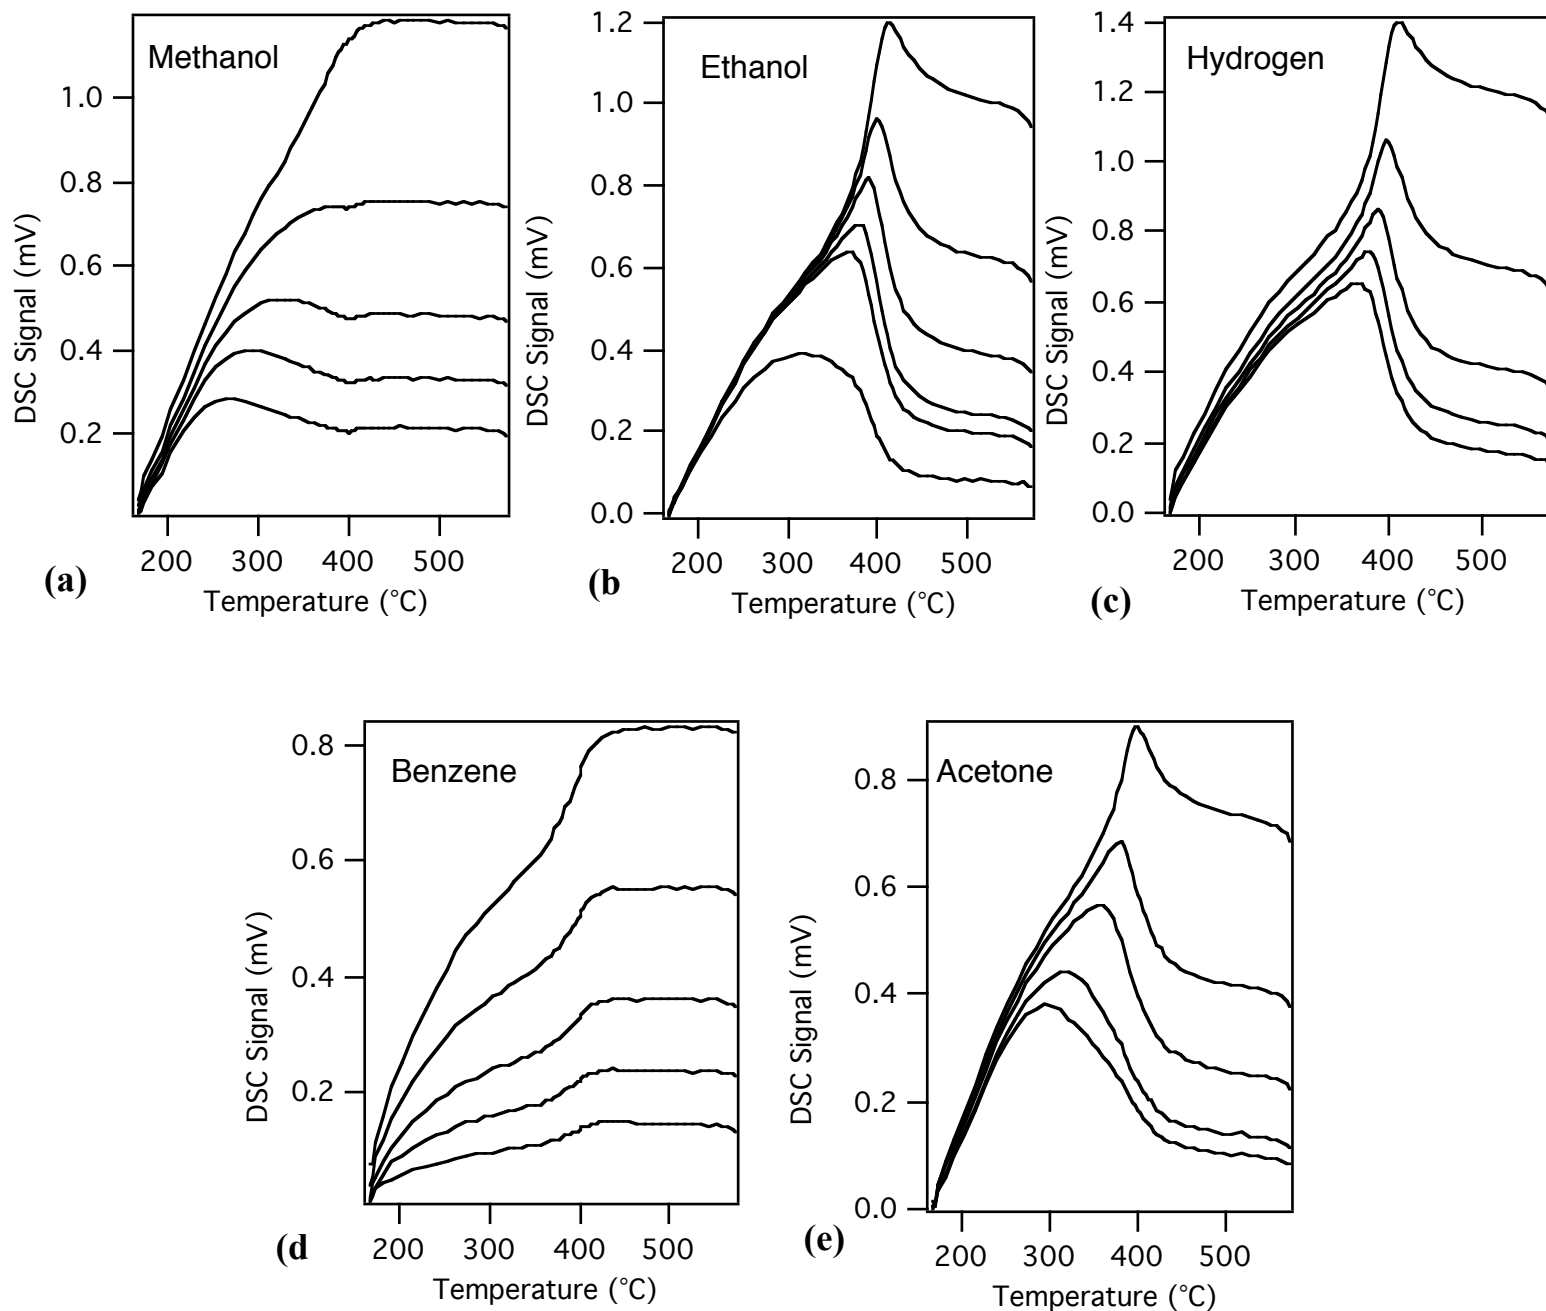 Methanol
1.0
0.8
0.6
0.4
0.2
DSC Signal (mV)
200 300 400 500
Temperature (°C)
(a)
Ethanol
1.2
1.0
0.8
0.6
0.4
0.2
0.0
DSC Signal (mV)
200 300 400 500
Temperature (°C)
(b)
Hydrogen
1.4
1.2
1.0
0.8
0.6
0.4
0.2
0.0
DSC Signal (mV)
200 300 400 500
Temperature (°C)
(c)
Benzene
0.8
0.6
0.4
0.2
DSC Signal (mV)
200 300 400 500
Temperature (°C)
(d
Acetone
0.8
0.6
0.4
0.2
0.0
DSC Signal (mV)
200 300 400 500
Temperature (°C)
(e)